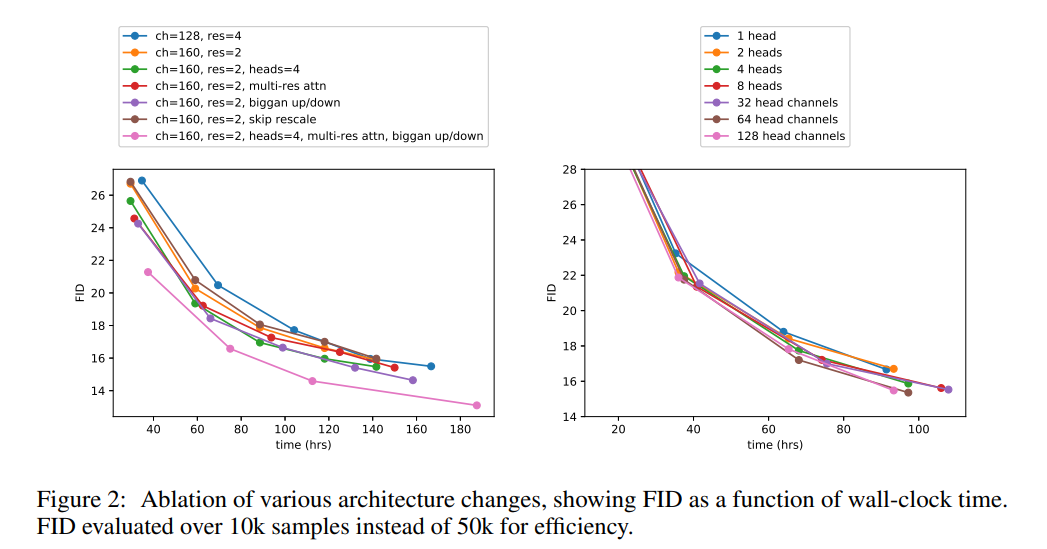 ch=128, res=4
ch=160, res=2
ch=160, res=2, heads=4
ch=160, res=2, multi-res attn
ch=160, res=2, biggan up/down
ch=160, res=2, skip rescale
ch=160, res=2, heads=4, multi-res attn, biggan up/down
26
24
22
20
18
16
14
FID
40 60 80 100 120 140 160 180
time (hrs)
1 head
2 heads
4 heads
8 heads
32 head channels
64 head channels
128 head channels
28
26
24
22
20
18
16
14
FID
20 40 60 80 100
time (hrs)
Figure 2: Ablation of various architecture changes, showing FID as a function of wall-clock time.
FID evaluated over 10k samples instead of 50k for efficiency.